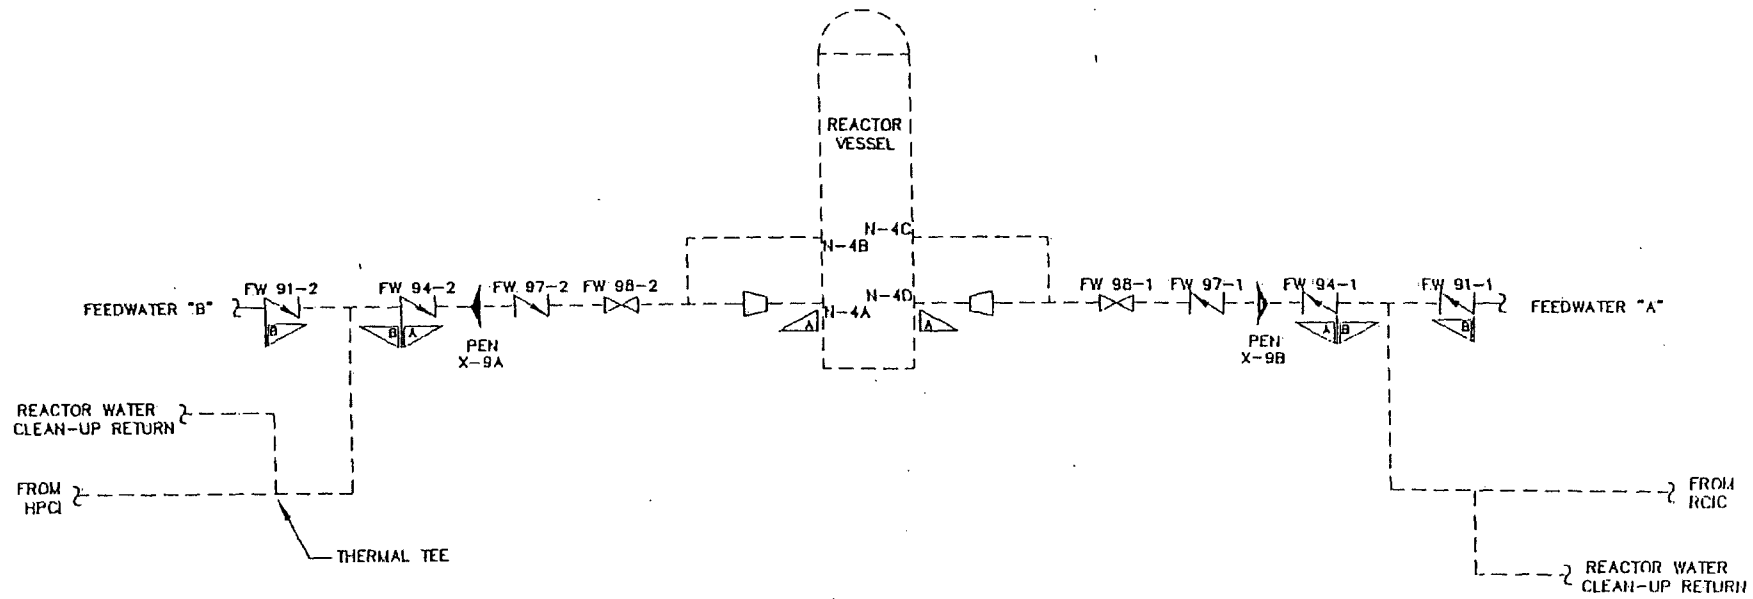 REACTOR
VESSEL
N-4C
N-4B
FW 91-2
FW 94-2
FW 97-2
FW 98-2
N-4D
FW 98-1
FW 97-1
FW 94-1
FW 91-1
FEEDWATER "B"
N-4A
FEEDWATER "A"
B
B
A
A
A
A
B
B
PEN
X-9A
PEN
X-9B
REACTOR WATER
CLEAN-UP RETURN
FROM
HPCI
FROM
RCIC
THERMAL TEE
REACTOR WATER
CLEAN-UP RETURN